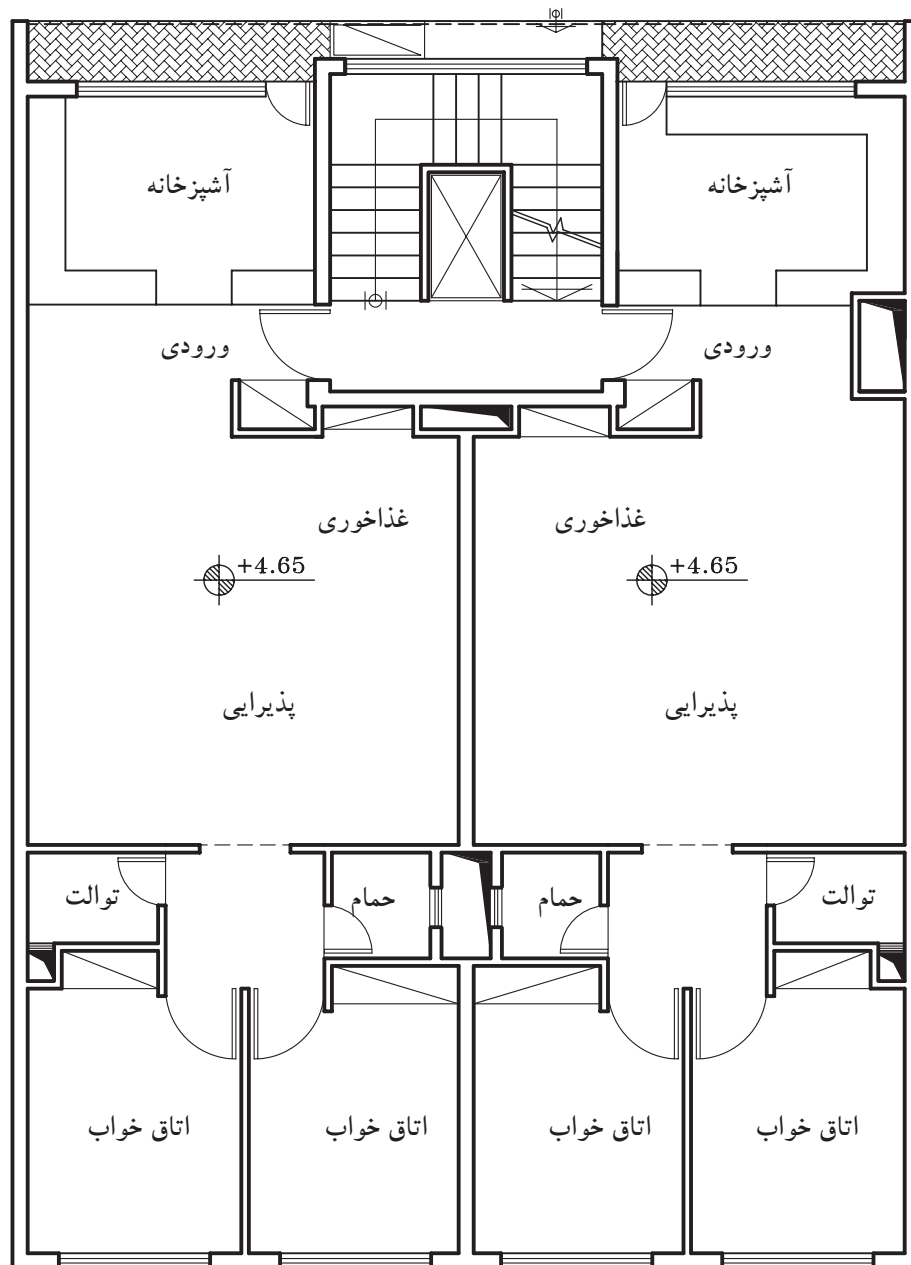 آشپزخانه
آشپزخانه
ورودی
ورودی
غذاخوری
غذاخوری
+4.65
+4.65
پذیرایی
پذیرایی
توالت
حمام
حمام
توالت
اتاق خواب
اتاق خواب
اتاق خواب
اتاق خواب